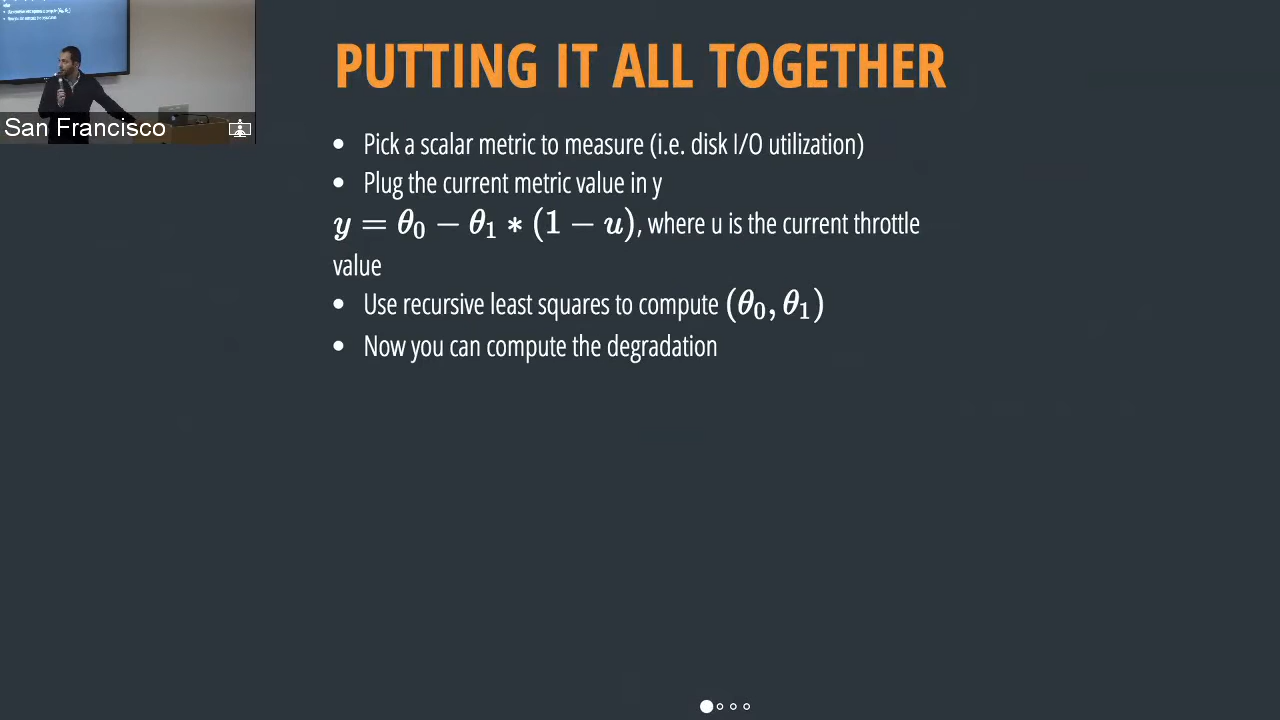 PUTTING IT ALL TOGETHER
• Pick a scalar metric to measure (i.e. disk I/O utilization)
• Plug the current metric value in y
y = θ₀ − θ₁ ∗ (1 − u), where u is the current throttle
value
• Use recursive least squares to compute (θ₀, θ₁)
• Now you can compute the degradation
San Francisco